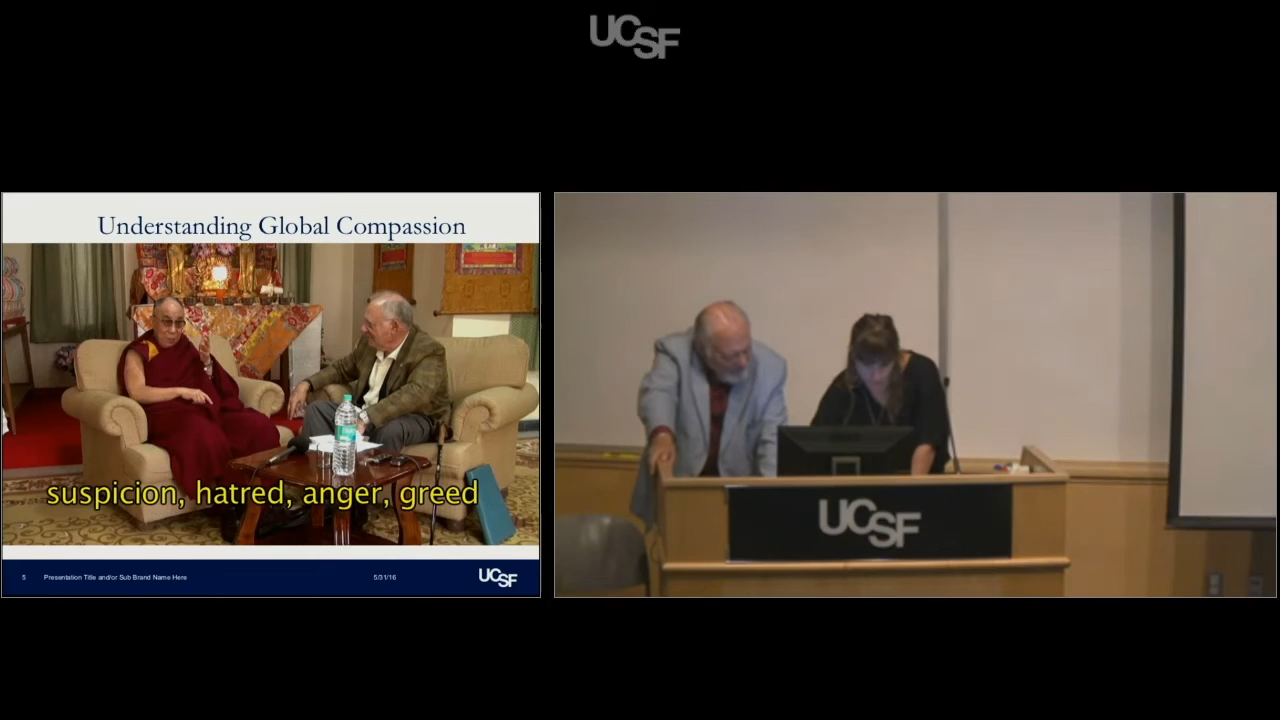 UCSF
Understanding Global Compassion
suspicion, hatred, anger, greed
5 Presentation Title and/or Sub Brand Name Here 5/31/16 UCSF
UCSF